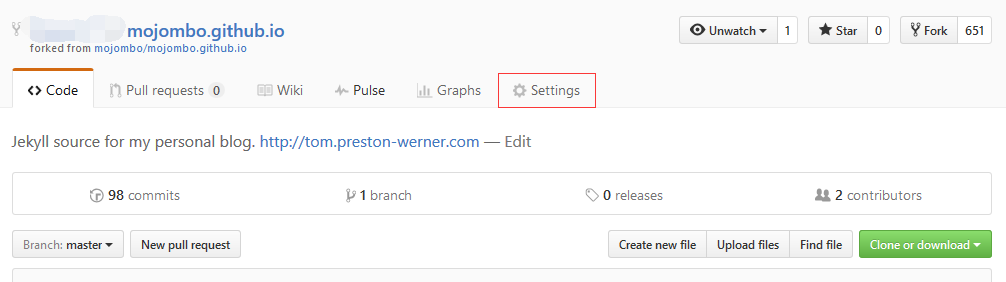 mojombo.github.io
forked from mojombo/mojombo.github.io
Unwatch 1 Star 0 Fork 651
Code Pull requests 0 Wiki Pulse Graphs Settings
Jekyll source for my personal blog. http://tom.preston-werner.com — Edit
98 commits 1 branch 0 releases 2 contributors
Branch: master New pull request Create new file Upload files Find file Clone or download